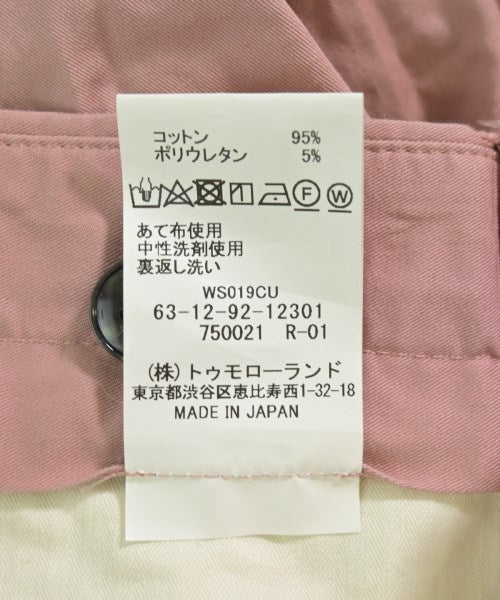 コットン 95%
ポリウレタン 5%
F W
あて布使用
中性洗剤使用
裏返し洗い
WS019CU
63-12-92-12301
750021 R-01
(株)トゥモローランド
東京都渋谷区恵比寿西1-32-18
MADE IN JAPAN